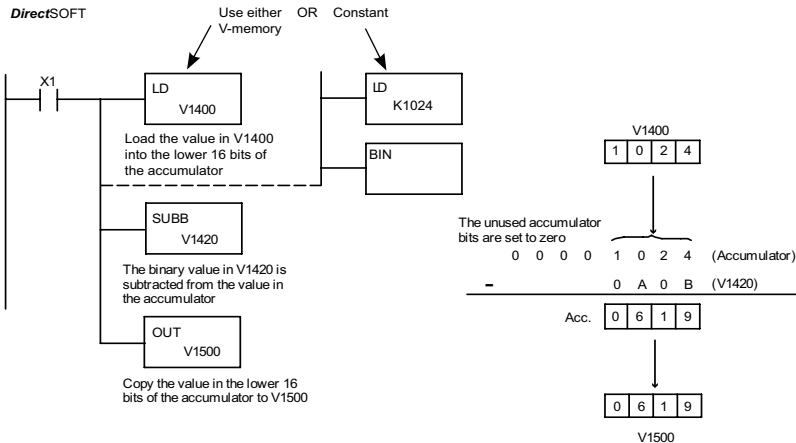 DirectSOFT
Use either OR Constant
V-memory
X1
LD
V1400
Load the value in V1400
into the lower 16 bits of
the accumulator
LD
K1024
BIN
SUBB
V1420
The binary value in V1420 is
subtracted from the value in
the accumulator
OUT
V1500
Copy the value in the lower 16
bits of the accumulator to V1500
V1400
1 0 2 4
The unused accumulator
bits are set to zero
0 0 0 0 1 0 2 4 (Accumulator)
- 0 A 0 B (V1420)
Acc. 0 6 1 9
0 6 1 9
V1500